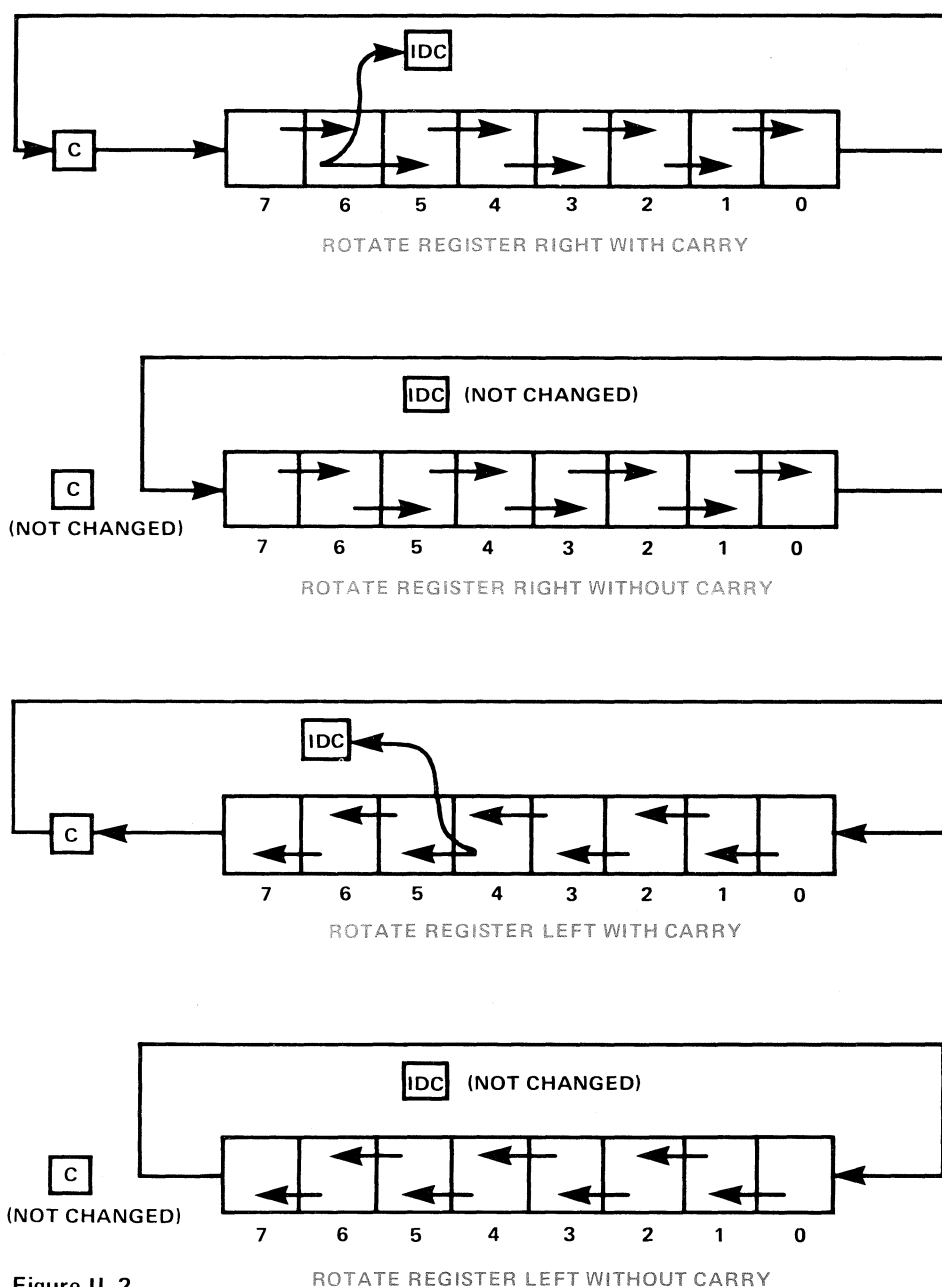 IDC
C
7 6 5 4 3 2 1 0
ROTATE REGISTER RIGHT WITH CARRY
IDC (NOT CHANGED)
C
(NOT CHANGED)
7 6 5 4 3 2 1 0
ROTATE REGISTER RIGHT WITHOUT CARRY
IDC
C
7 6 5 4 3 2 1 0
ROTATE REGISTER LEFT WITH CARRY
IDC (NOT CHANGED)
C
(NOT CHANGED)
7 6 5 4 3 2 1 0
Figure II-2
ROTATE REGISTER LEFT WITHOUT CARRY